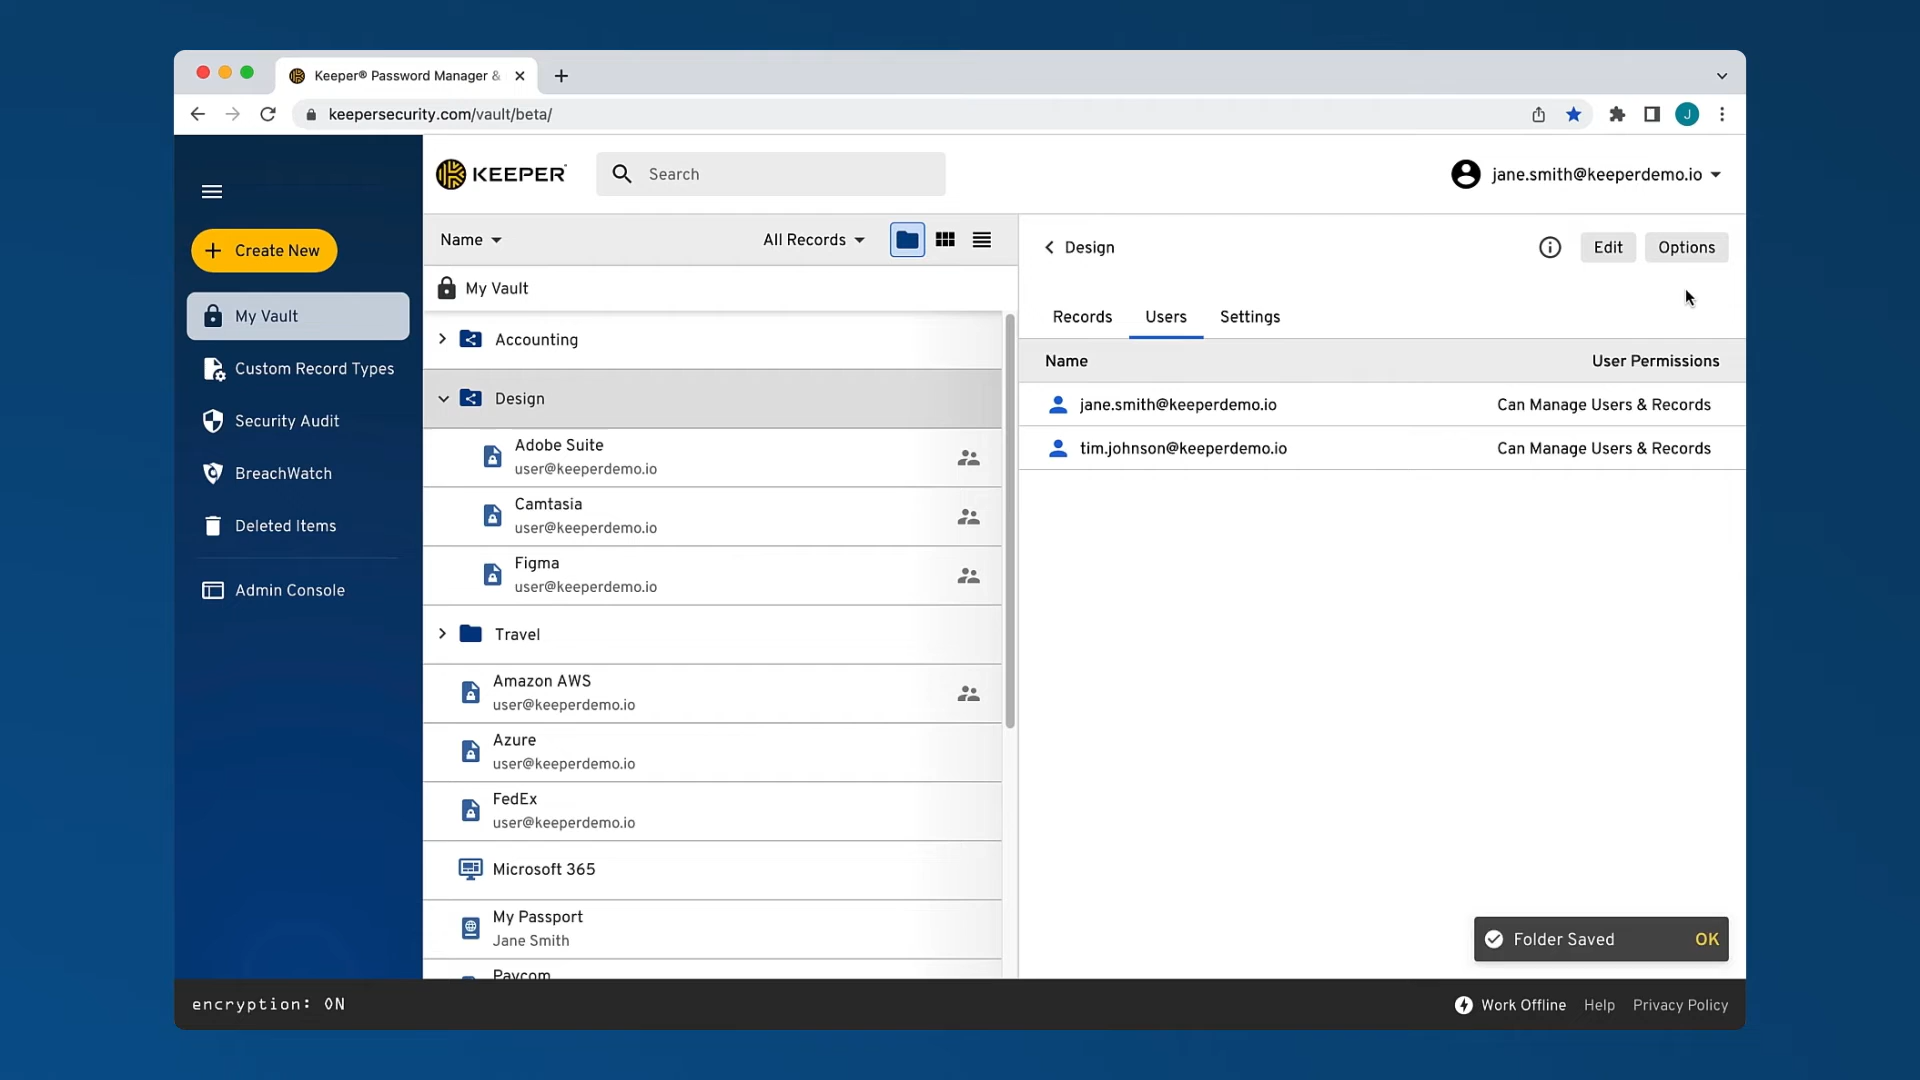 Keeper® Password Manager &
keepersecurity.com/vault/beta/
J
KEEPER
Search
jane.smith@keeperdemo.io
Create New
My Vault
Custom Record Types
Security Audit
BreachWatch
Deleted Items
Admin Console
Name
All Records
My Vault
Accounting
Design
Adobe Suite
user@keeperdemo.io
Camtasia
user@keeperdemo.io
Figma
user@keeperdemo.io
Travel
Amazon AWS
user@keeperdemo.io
Azure
user@keeperdemo.io
FedEx
user@keeperdemo.io
Microsoft 365
My Passport
Jane Smith
Paycom
Design
Edit
Options
Records
Users
Settings
Name
User Permissions
jane.smith@keeperdemo.io
Can Manage Users & Records
tim.johnson@keeperdemo.io
Can Manage Users & Records
Folder Saved
OK
encryption: ON
Work Offline
Help
Privacy Policy